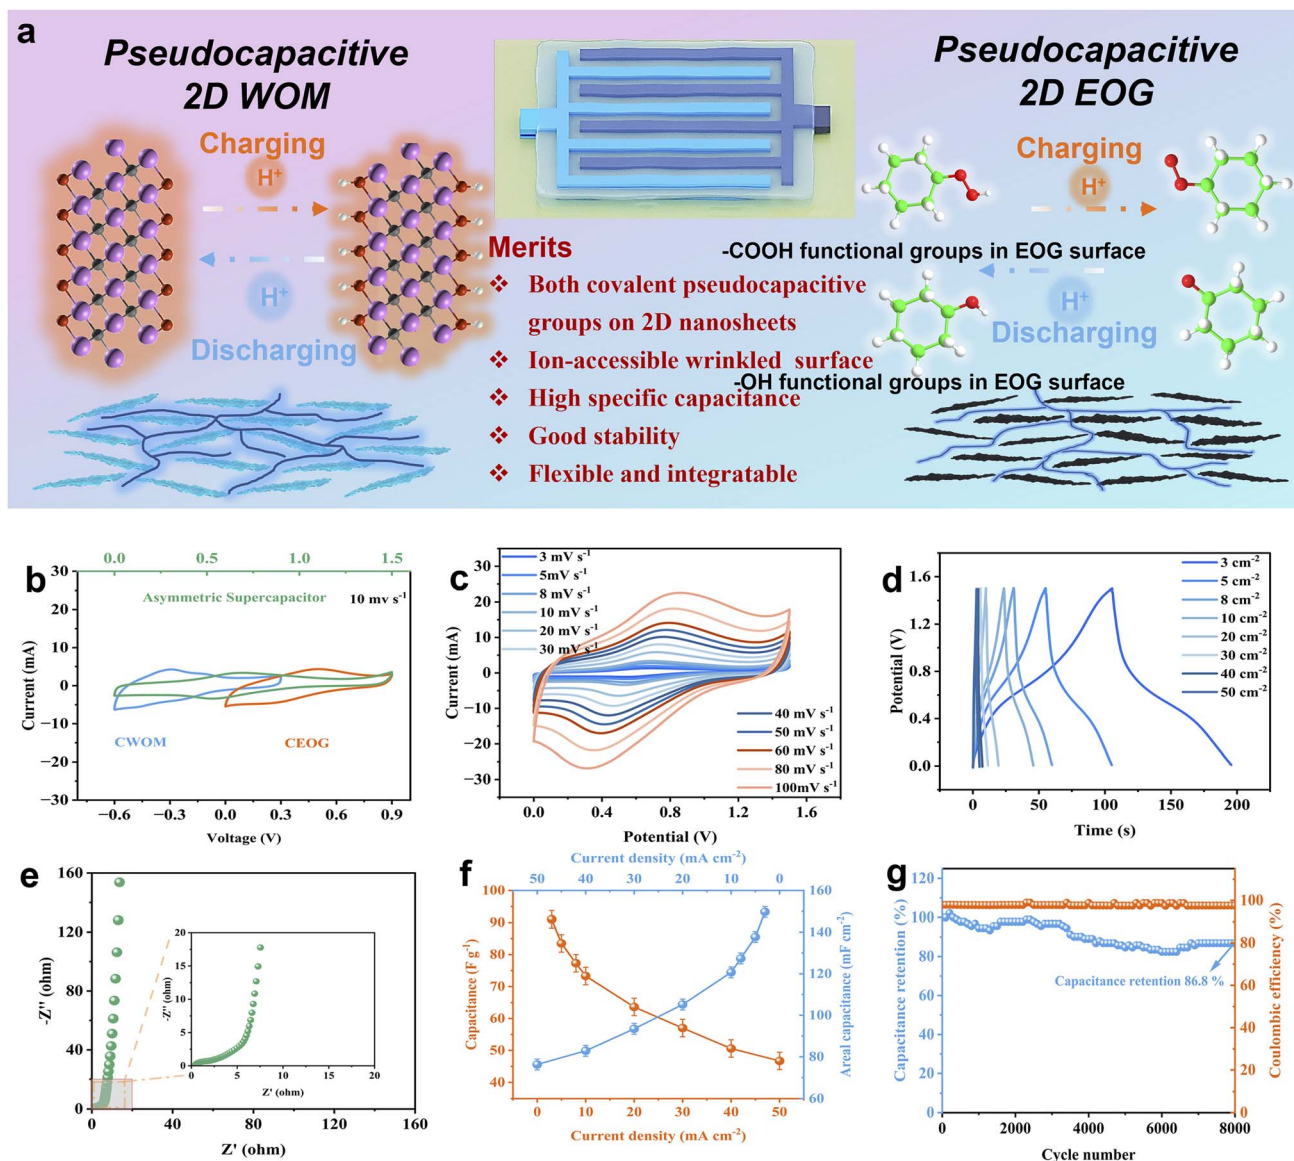 a
Pseudocapacitive
2D WOM
Charging
H⁺
H⁺
Discharging
Pseudocapacitive
2D EOG
Charging
H⁺
-COOH functional groups in EOG surface
H⁺
Discharging
-OH functional groups in EOG surface
Merits
❖ Both covalent pseudocapacitive
groups on 2D nanosheets
❖ Ion-accessible wrinkled surface
❖ High specific capacitance
❖ Good stability
❖ Flexible and integratable
b
0.0 0.5 1.0 1.5
Asymmetric Supercapacitor
10 mv s⁻¹
30
20
10
0
−10
−20
−30
Current (mA)
CWOM
CEOG
−0.6 −0.3 0.0 0.3 0.6 0.9
Voltage (V)
c
3 mV s⁻¹
5mV s⁻¹
8 mV s⁻¹
10 mV s⁻¹
20 mV s⁻¹
30 mV s⁻¹
40 mV s⁻¹
50 mV s⁻¹
60 mV s⁻¹
80 mV s⁻¹
100mV s⁻¹
30
20
10
0
−10
−20
−30
Current (mA)
0.0 0.4 0.8 1.2 1.6
Potential (V)
d
3 cm⁻²
5 cm⁻²
8 cm⁻²
10 cm⁻²
20 cm⁻²
30 cm⁻²
40 cm⁻²
50 cm⁻²
1.6
1.2
0.8
0.4
0.0
Potential (V)
0 50 100 150 200
Time (s)
e
160
120
80
40
0
-Z'' (ohm)
0 40 80 120 160
Z' (ohm)
20
15
10
5
0
-Z'' (ohm)
0 5 10 15 20
Z' (ohm)
f
Current density (mA cm⁻²)
50 40 30 20 10 0
100
90
80
70
60
50
40
Capacitance (F g⁻¹)
160
140
120
100
80
60
Areal capacitance (mF cm⁻²)
0 10 20 30 40 50
Current density (mA cm⁻²)
g
120
100
80
60
40
20
0
Capacitance retention (%)
Capacitance retention 86.8 %
100
80
60
40
20
0
Coulombic efficiency (%)
0 2000 4000 6000 8000
Cycle number